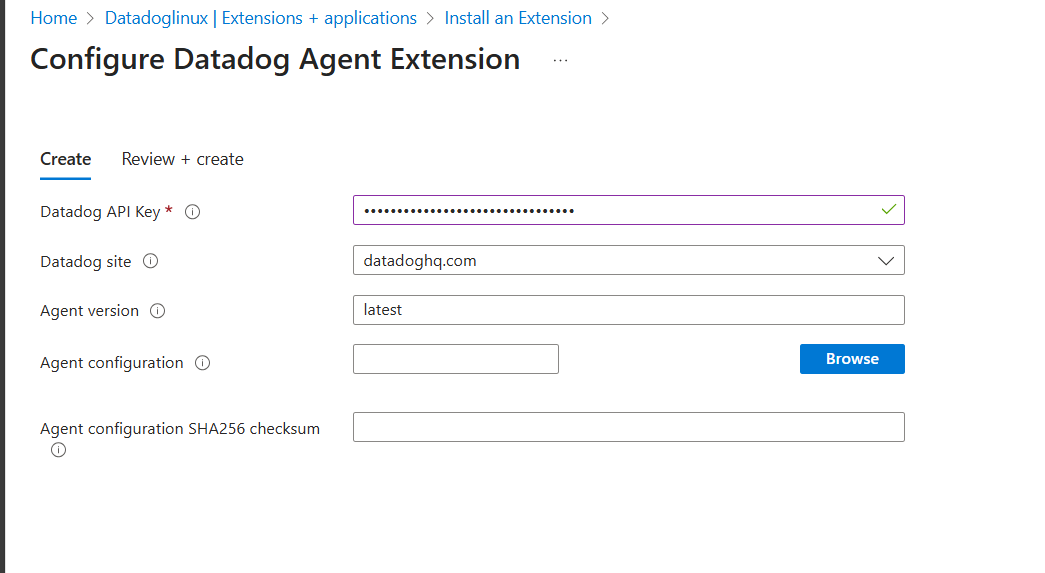 Home > Datadoglinux | Extensions + applications > Install an Extension >
Configure Datadog Agent Extension ...
Create Review + create
Datadog API Key * ••••••••••••••••••••••••••••••••
Datadog site datadoghq.com
Agent version latest
Agent configuration Browse
Agent configuration SHA256 checksum